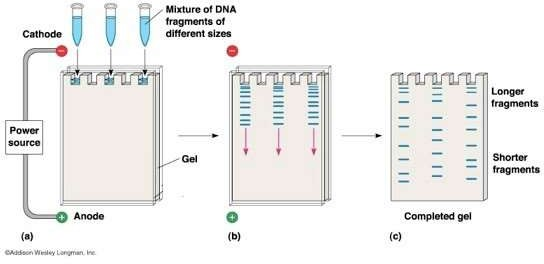 Mixture of DNA
fragments of
different sizes
Cathode
Power
source
Gel
Anode
Longer
fragments
Shorter
fragments
Completed gel
(a)
(b)
(c)
©Addison Wesley Longman, Inc.